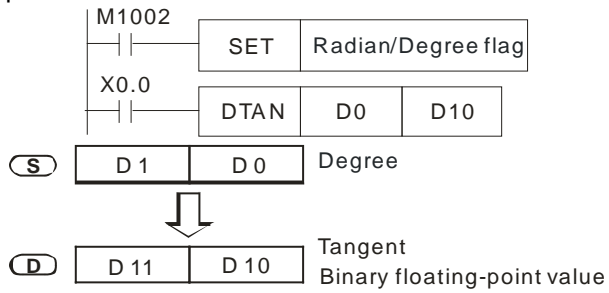 M1002
SET Radian/Degree flag
X0.0
DTAN D0 D10
S D 1 D 0 Degree
Tangent
D D 11 D 10
Binary floating-point value